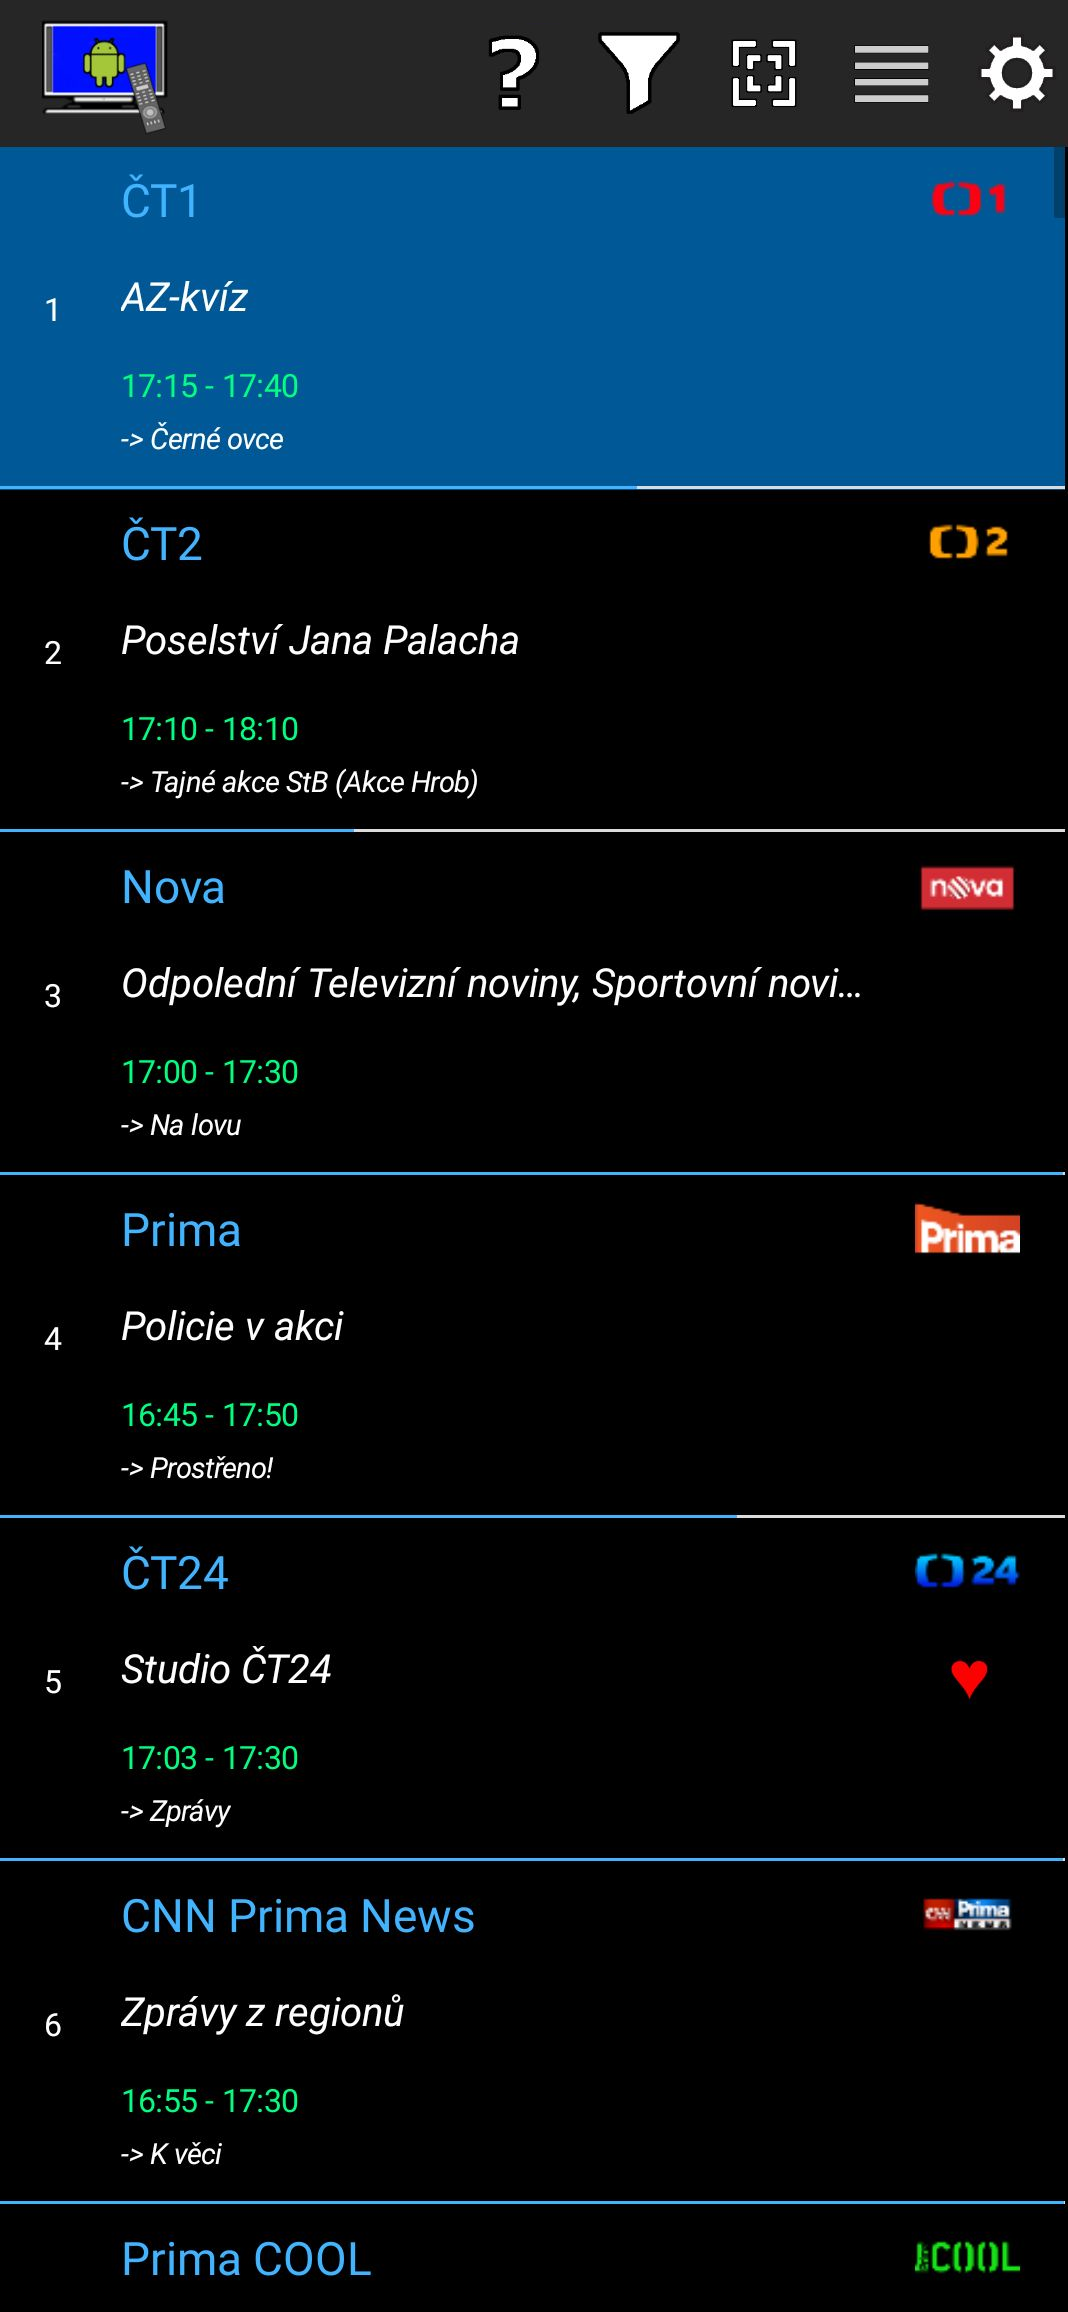 ?
ČT1
1
AZ-kvíz
1
17:15 - 17:40
-> Černé ovce
ČT2
2
Poselství Jana Palacha
2
17:10 - 18:10
-> Tajné akce StB (Akce Hrob)
Nova
nova
Odpolední Televizní noviny, Sportovní novi...
3
17:00 - 17:30
-> Na lovu
Prima
Prima
Policie v akci
4
16:45 - 17:50
-> Prostřeno!
ČT24
24
Studio ČT24
5
17:03 - 17:30
-> Zprávy
CNN Prima News
CNN Prima NEWS
Zprávy z regionů
6
16:55 - 17:30
-> K věci
Prima COOL
COOL